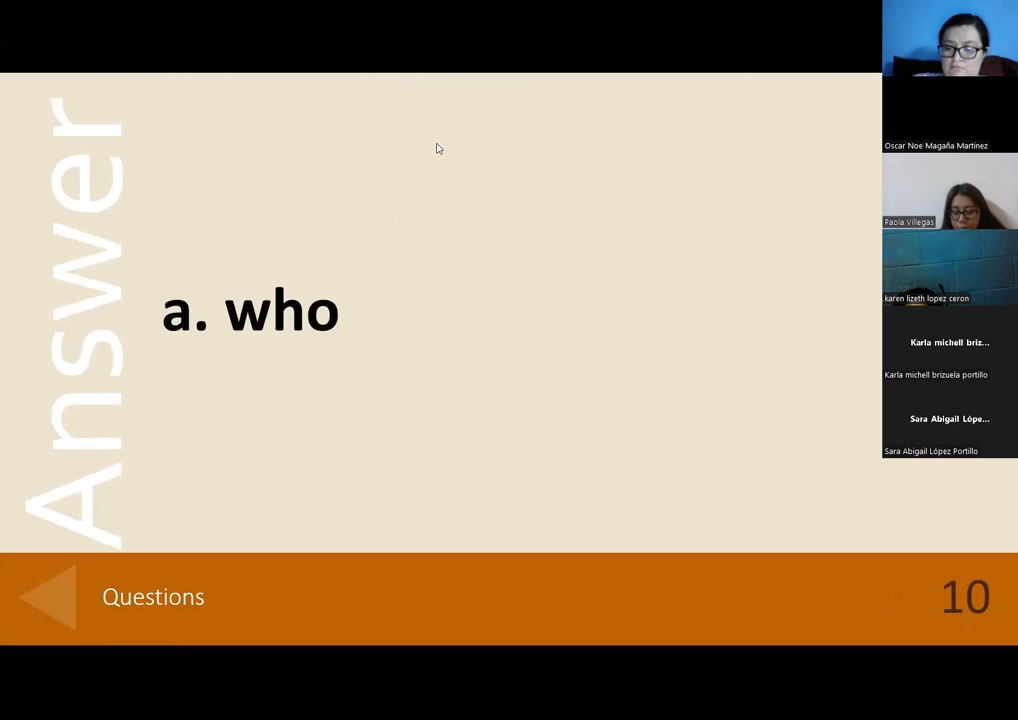 Answer
a. who
Questions
10
Oscar Noe Magaña Martinez
Paola Villegas
karen lizeth lopez ceron
Karla michell briz...
Karla michell brizuela portillo
Sara Abigail Lópe...
Sara Abigail López Portillo